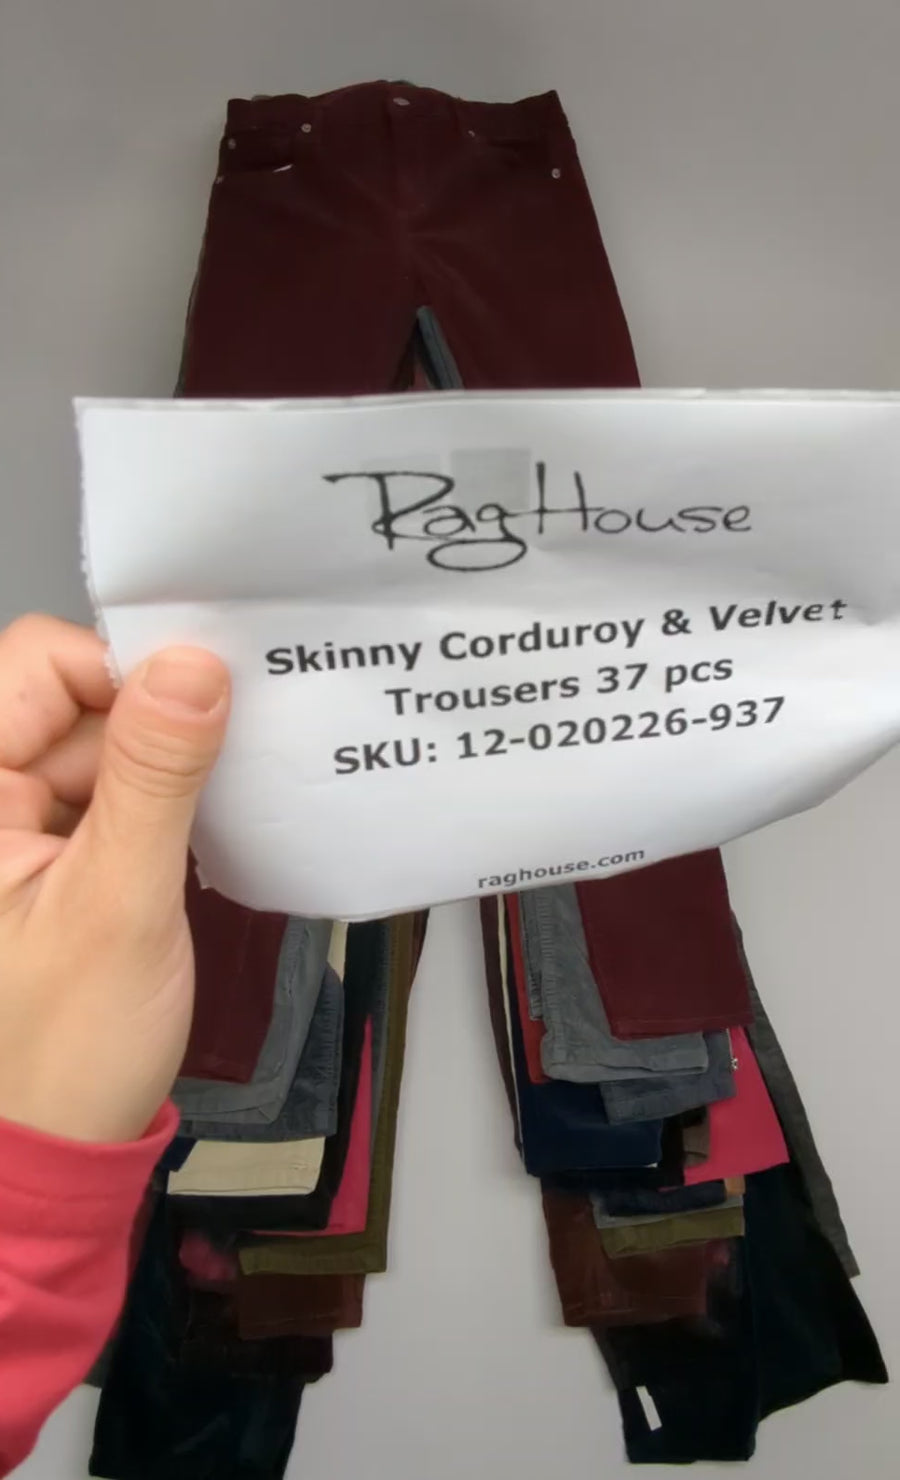 RagHouse
Skinny Corduroy & Velvet
Trousers 37 pcs
SKU: 12-020226-937
raghouse.com